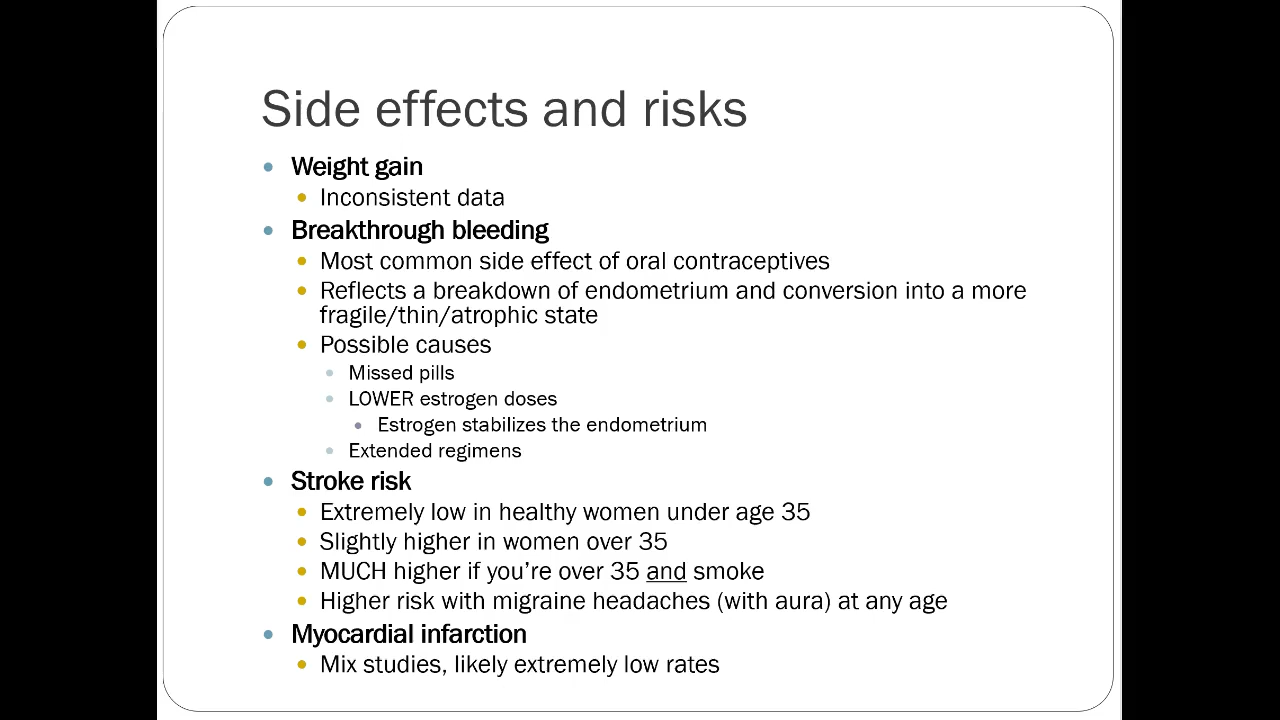 Side effects and risks
Weight gain
Inconsistent data
Breakthrough bleeding
Most common side effect of oral contraceptives
Reflects a breakdown of endometrium and conversion into a more
fragile/thin/atrophic state
Possible causes
Missed pills
LOWER estrogen doses
Estrogen stabilizes the endometrium
Extended regimens
Stroke risk
Extremely low in healthy women under age 35
Slightly higher in women over 35
MUCH higher if you're over 35 and smoke
Higher risk with migraine headaches (with aura) at any age
Myocardial infarction
Mix studies, likely extremely low rates